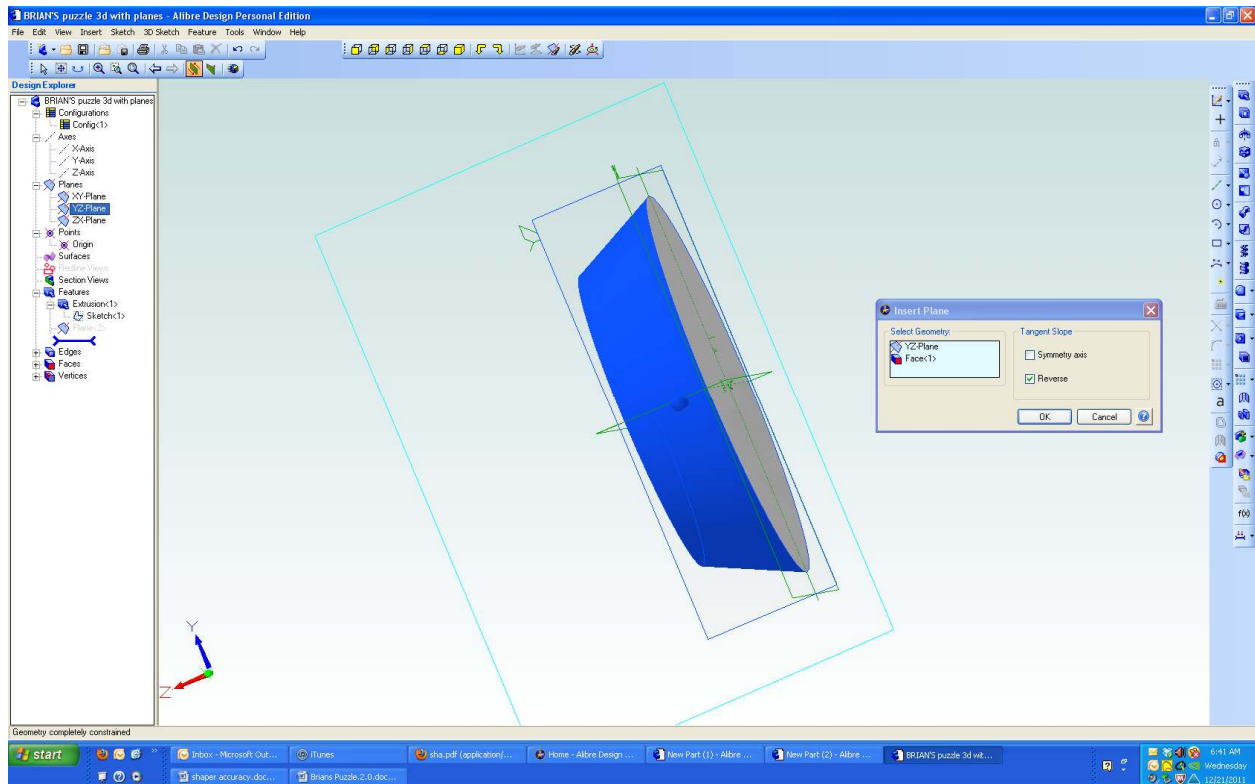 BRIAN'S puzzle 3d with planes - Alibre Design Personal Edition
File Edit View Insert Sketch 3D Sketch Feature Tools Window Help
Design Explorer
BRIAN'S puzzle 3d with planes
Configurations
Config<1>
Axes
X-Axis
Y-Axis
Z-Axis
Planes
XY-Plane
YZ-Plane
ZX-Plane
Points
Origin
Surfaces
Redline Views
Section Views
Features
Extrusion<1>
Sketch<1>
Plane<2>
Edges
Faces
Vertices
Insert Plane
Select Geometry:
YZ-Plane
Face<1>
Tangent Slope
Symmetry axis
Reverse
OK Cancel
a
f(x)
Y
Z
Geometry completely constrained
start
Inbox - Microsoft Out...
iTunes
sha.pdf (application/...
Home - Alibre Design ...
New Part (1) - Alibre ...
New Part (2) - Alibre ...
BRIAN'S puzzle 3d wit...
6:41 AM
shaper accuracy.doc...
Brians Puzzle.2.0.doc...
Wednesday
12/21/2011